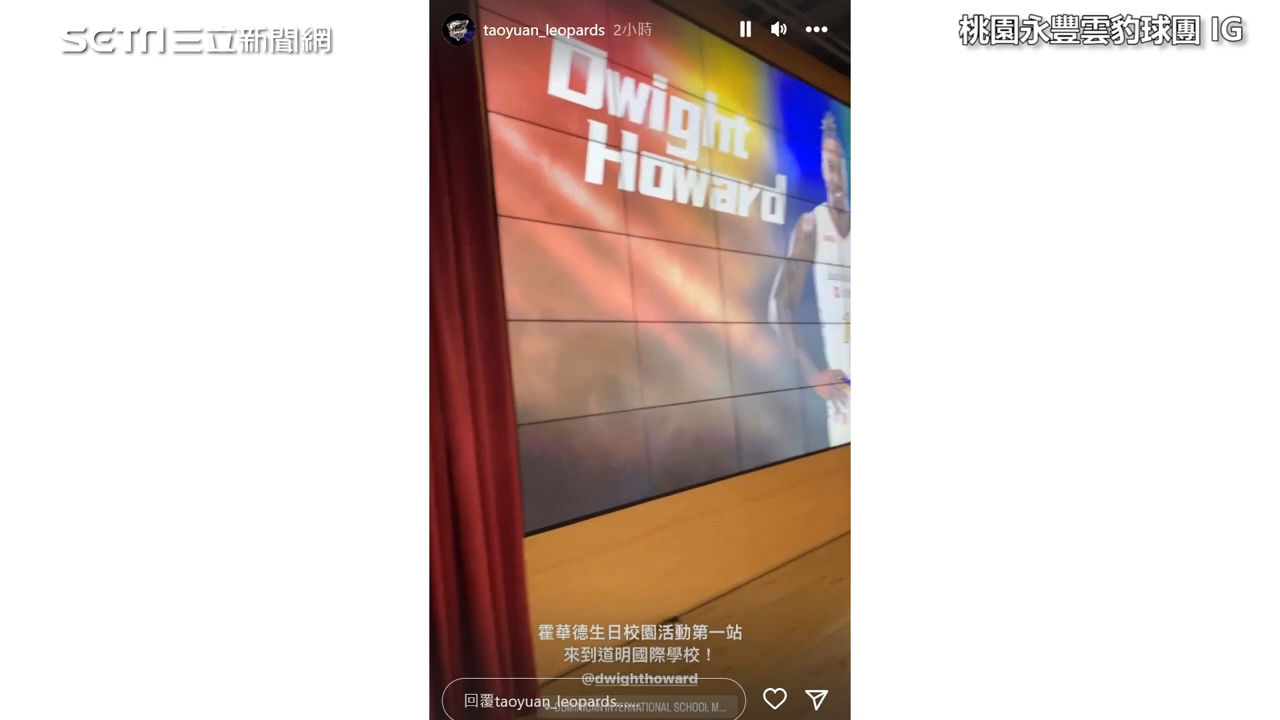 SETN三立新聞網
桃園永豐雲豹球團 IG
taoyuan_leopards 2小時
Dwight
Howard
霍華德生日校園活動第一站
來到道明國際學校！
@dwighthoward
回覆taoyuan_leopards......
DOMINICAN INTERNATIONAL SCHOOL M...